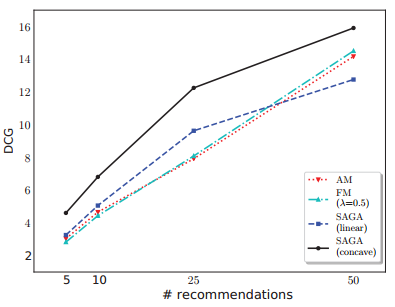 16
14
12
10
8
6
4
2
DCG
AM
FM
(λ=0.5)
SAGA
(linear)
SAGA
(concave)
5 10 25 50
# recommendations